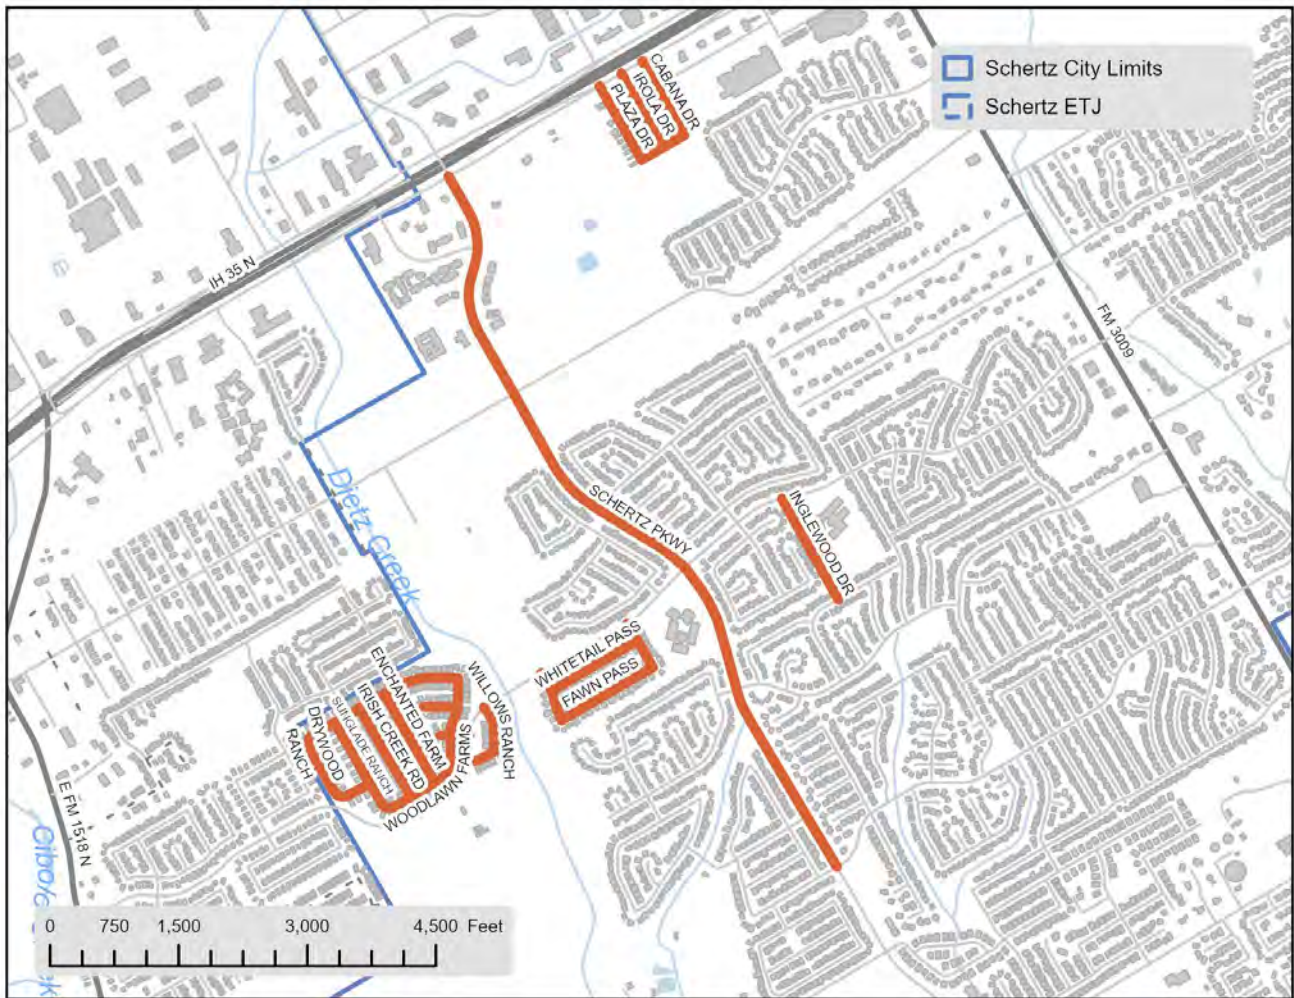 Schertz City Limits
Schertz ETJ
CABANA DR
IROLA DR
PLAZA DR
IH 35 N
FM 3009
Dietz Creek
SCHERTZ PKWY
INGLEWOOD DR
WHITETAIL PASS
FAWN PASS
WILLOWS RANCH
ENCHANTED FARM
IRISH CREEK RD
SUNGLADE RANCH
DRYWOOD
RANCH
WOODLAWN FARMS
E FM 1518 N
0 750 1,500 3,000 4,500 Feet